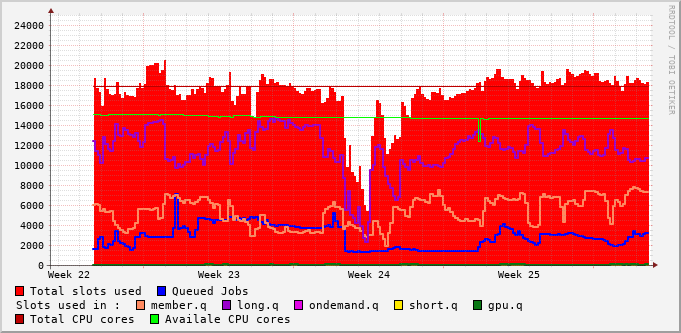 RRDTOOL / TOBI OETIKER
24000
22000
20000
18000
16000
14000
12000
10000
8000
6000
4000
2000
0
Week 22 Week 23 Week 24 Week 25
Total slots used Queued Jobs
Slots used in : member.q long.q ondemand.q short.q gpu.q
Total CPU cores Availale CPU cores